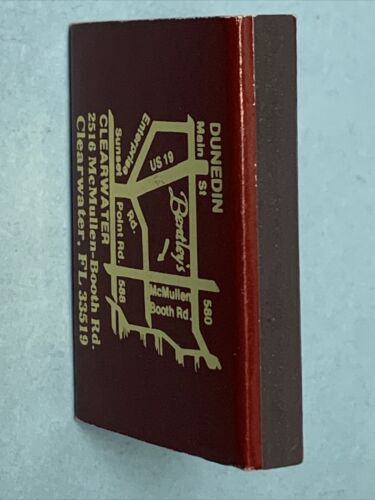 DUNEDIN
Main St
580
US 19
Bentley's
McMullen
Booth Rd.
Enterprise Rd.
Sunset Point Rd. 588
CLEARWATER
2516 McMullen-Booth Rd.
Clearwater, FL 33519